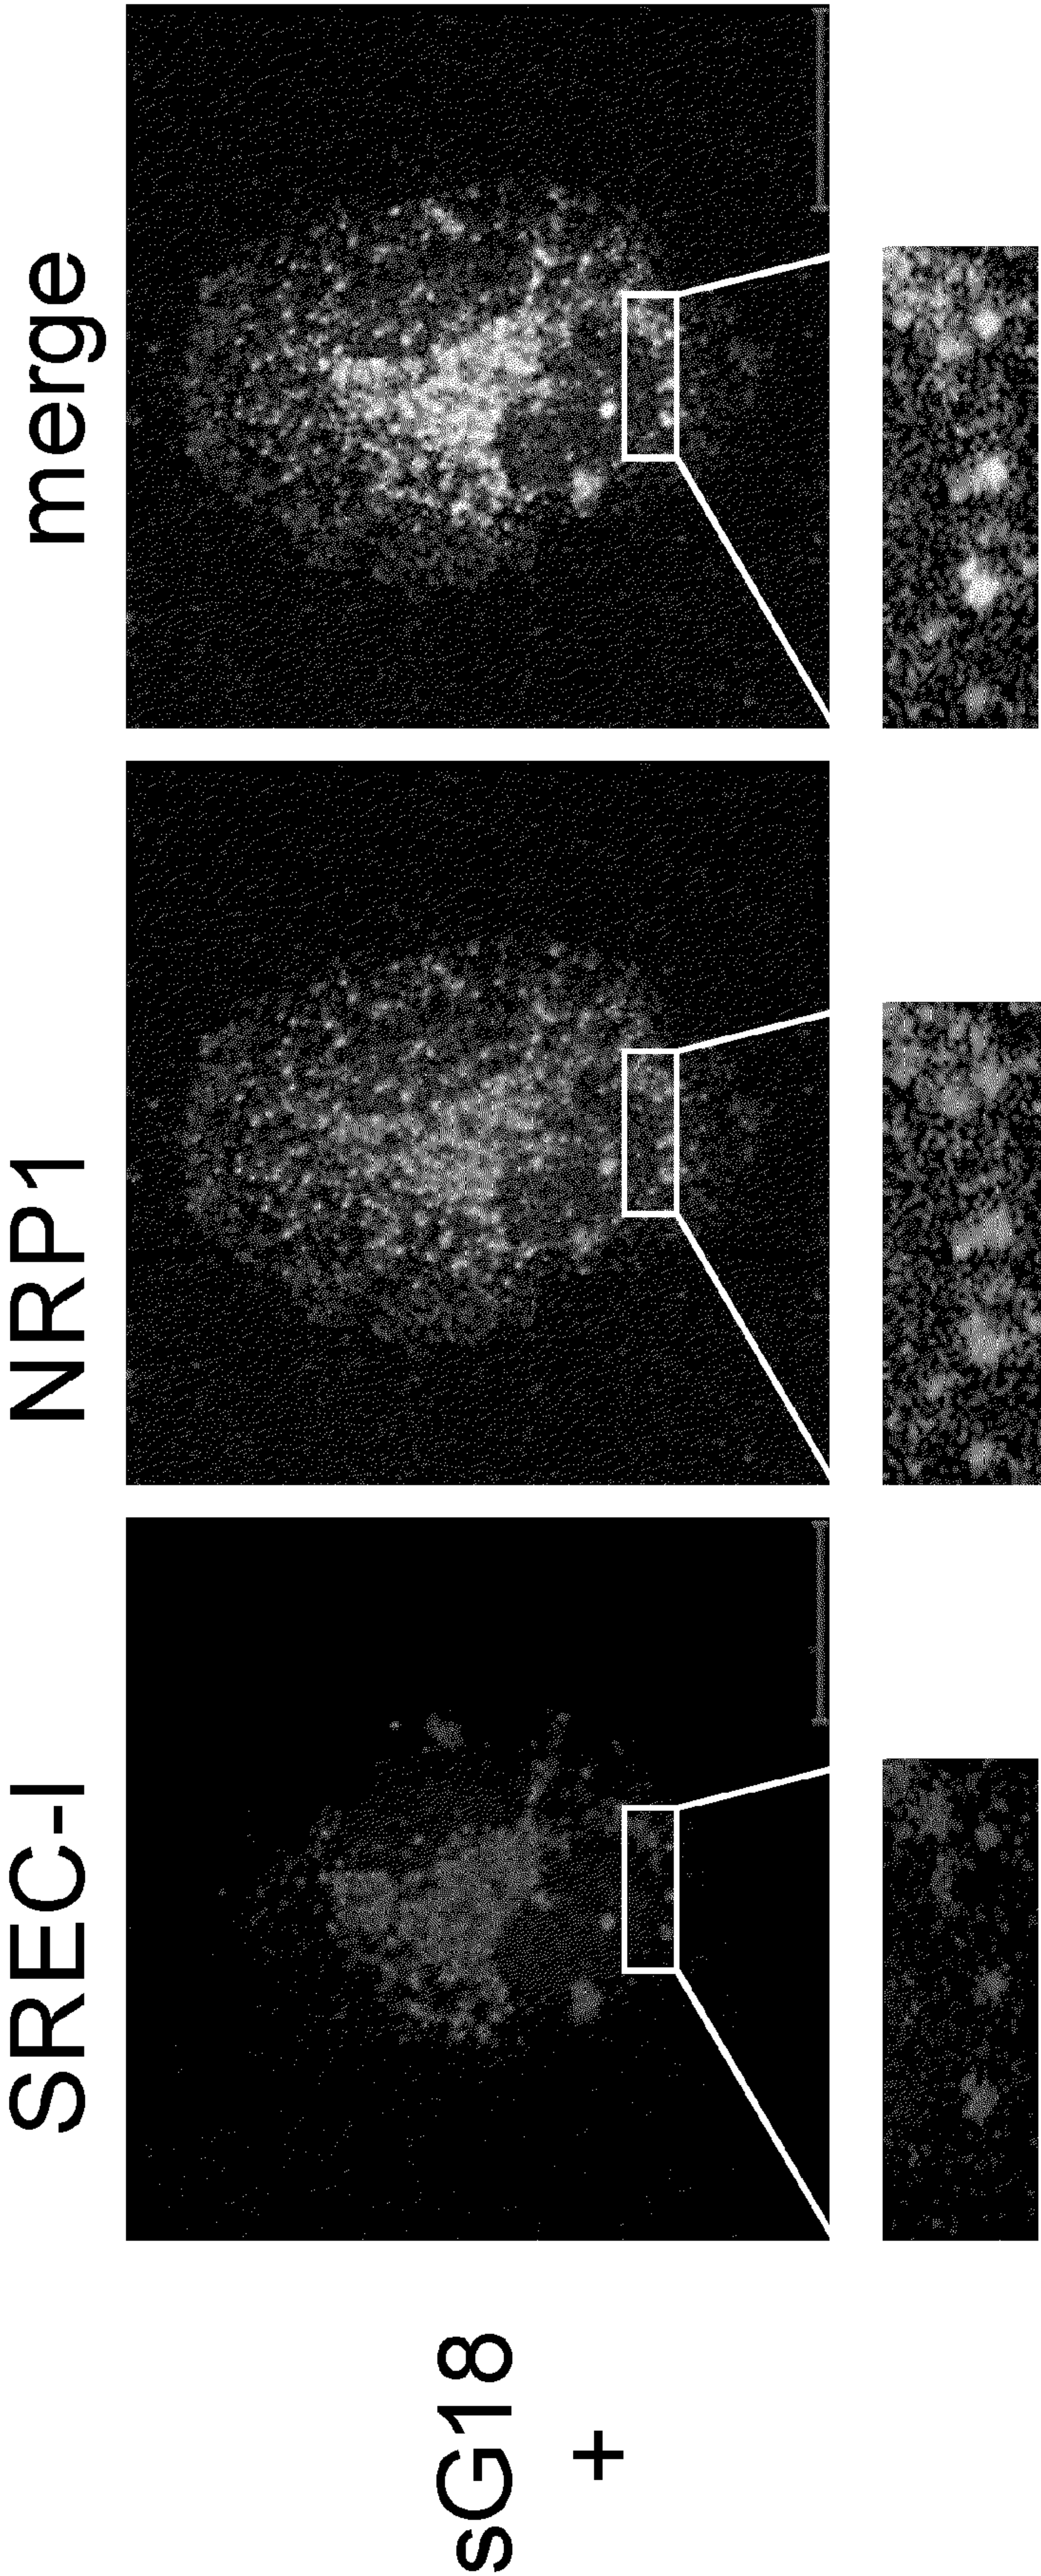 SREC-I
NRP1
merge
sG18
+